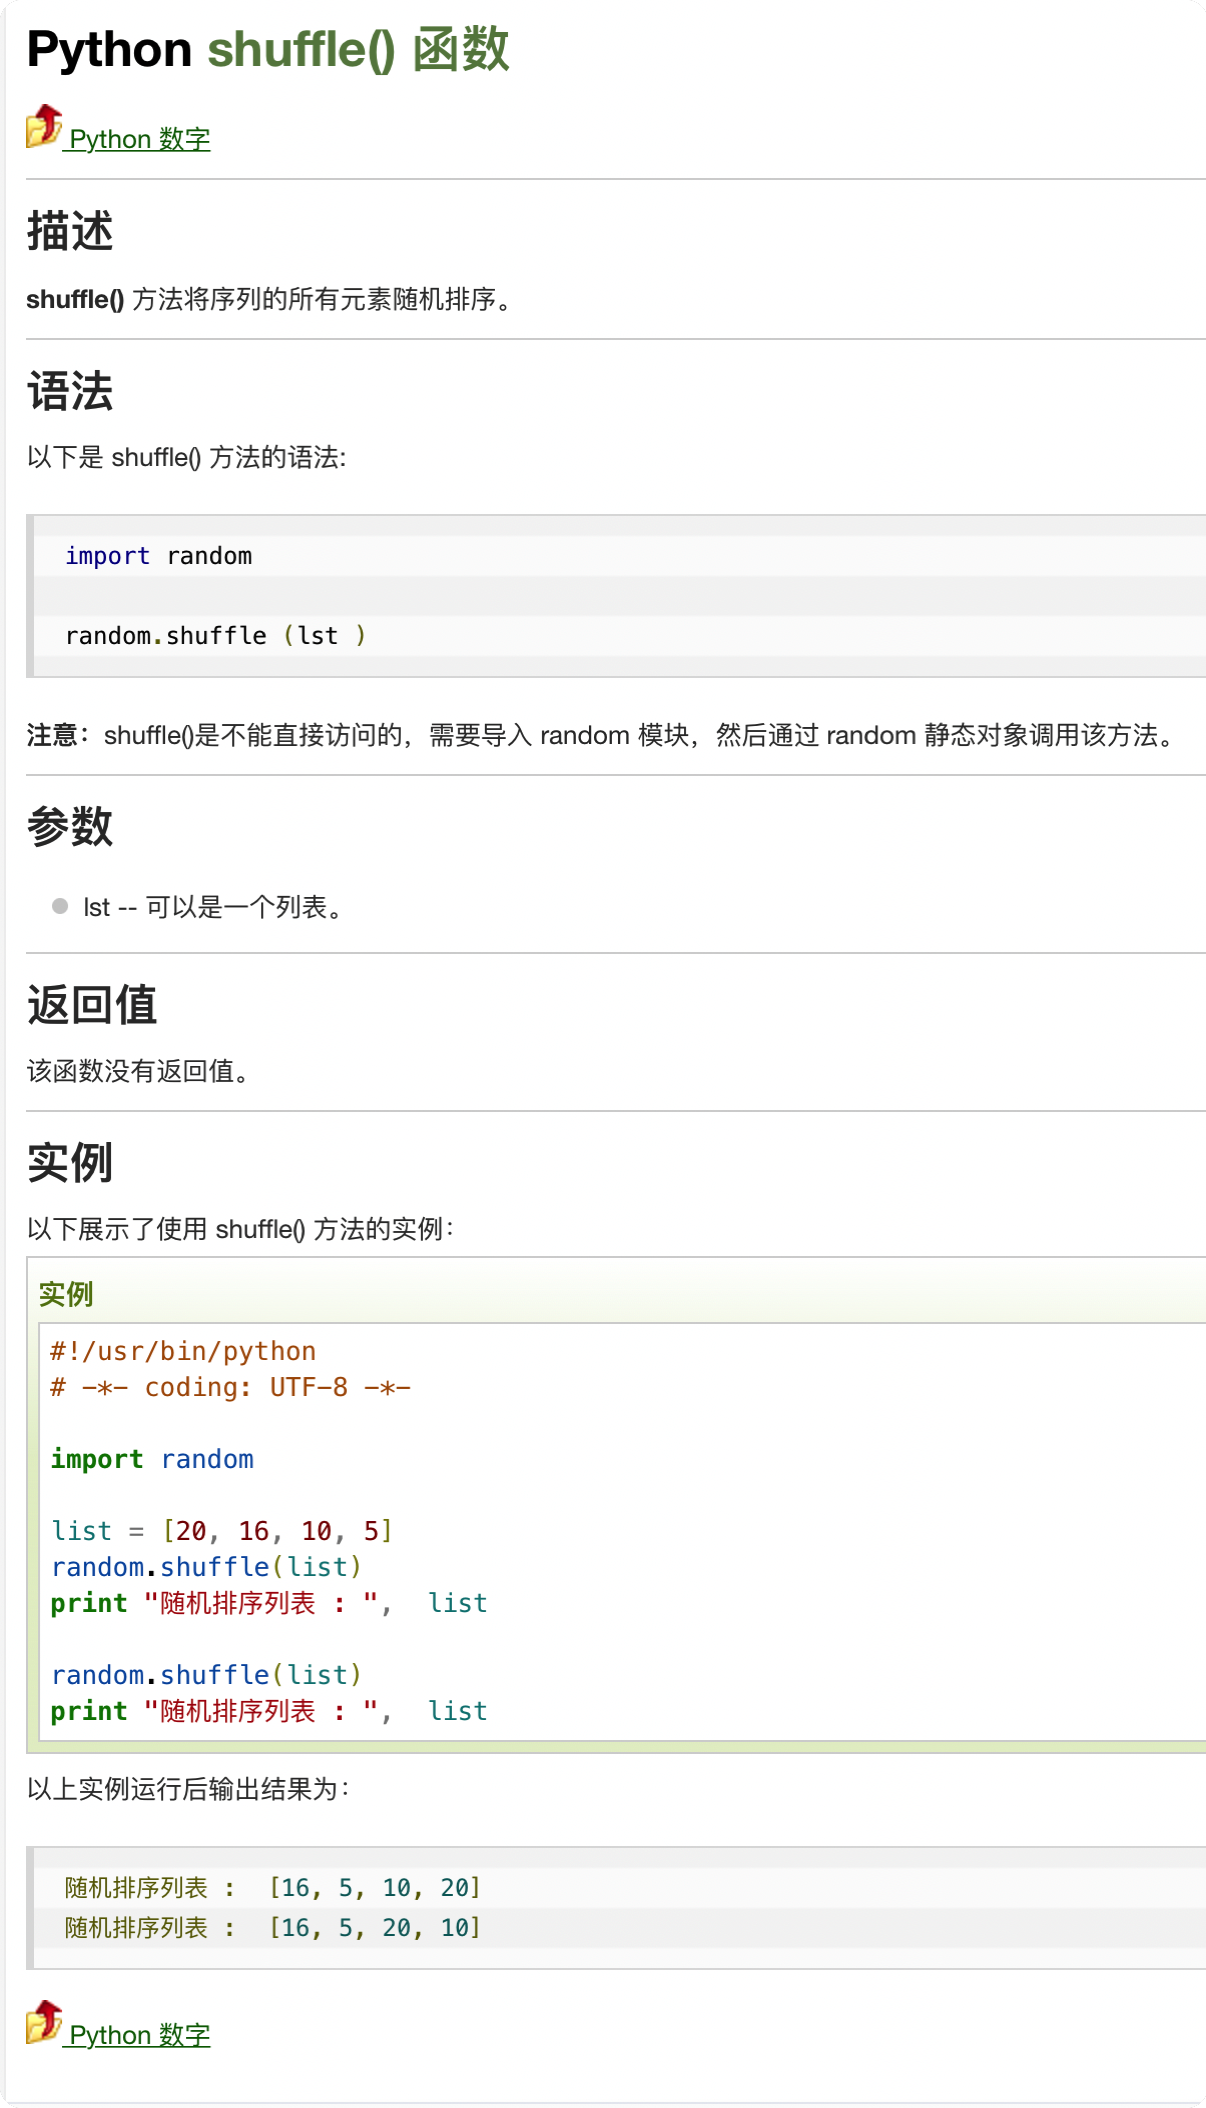 Python shuffle() 函数
Python 数字
描述
shuffle() 方法将序列的所有元素随机排序。
语法
以下是 shuffle() 方法的语法:
import random
random.shuffle (lst )
注意：shuffle()是不能直接访问的，需要导入 random 模块，然后通过 random 静态对象调用该方法。
参数
lst -- 可以是一个列表。
返回值
该函数没有返回值。
实例
以下展示了使用 shuffle() 方法的实例：
实例
#!/usr/bin/python
# -*- coding: UTF-8 -*-
import random
list = [20, 16, 10, 5]
random.shuffle(list)
print "随机排序列表 : ",  list
random.shuffle(list)
print "随机排序列表 : ",  list
以上实例运行后输出结果为：
随机排序列表 :  [16, 5, 10, 20]
随机排序列表 :  [16, 5, 20, 10]
Python 数字